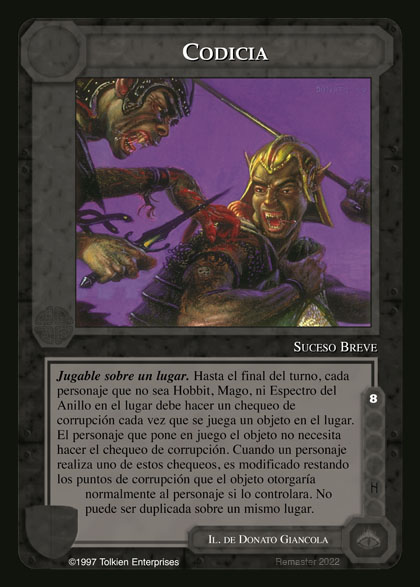 CODICIA
SUCESO BREVE
Jugable sobre un lugar. Hasta el final del turno, cada
personaje que no sea Hobbit, Mago, ni Espectro del
Anillo en el lugar debe hacer un chequeo de
corrupción cada vez que se juega un objeto en el lugar.
El personaje que pone en juego el objeto no necesita
hacer el chequeo de corrupción. Cuando un personaje
realiza uno de estos chequeos, es modificado restando
los puntos de corrupción que el objeto otorgaría
normalmente al personaje si lo controlara. No
puede ser duplicada sobre un mismo lugar.
8
IL. DE DONATO GIANCOLA
©1997 Tolkien Enterprises
Remaster 2022